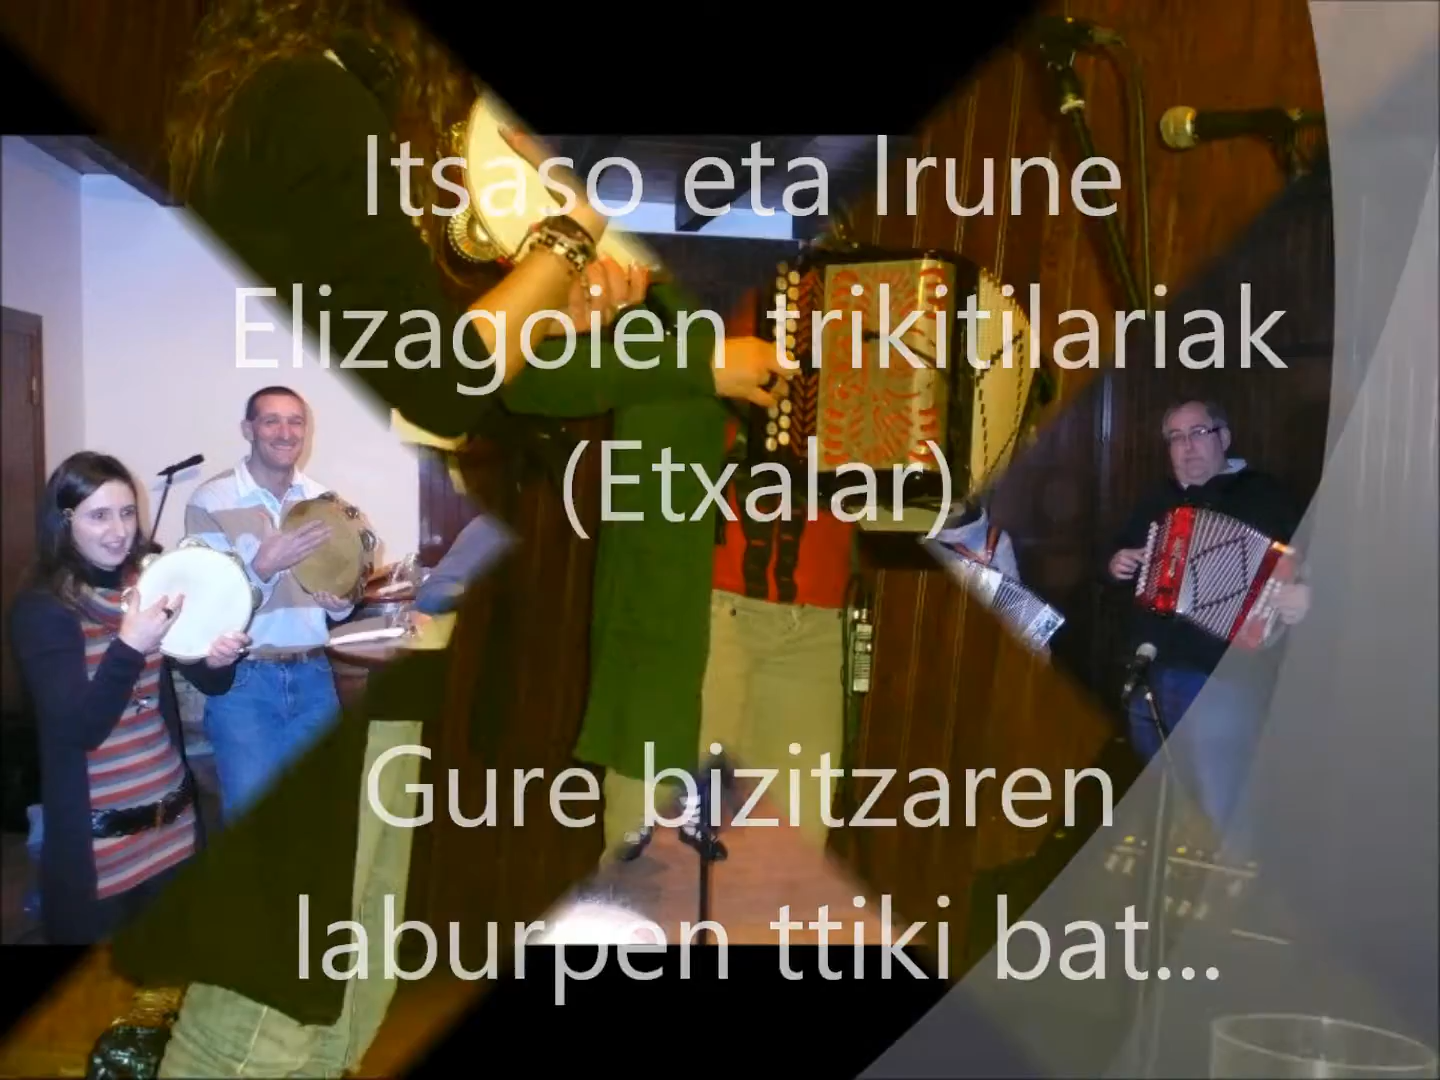 Itsaso eta Irune
Elizagoien trikitilariak
(Etxalar)
Gure bizitzaren
laburpen ttiki bat...